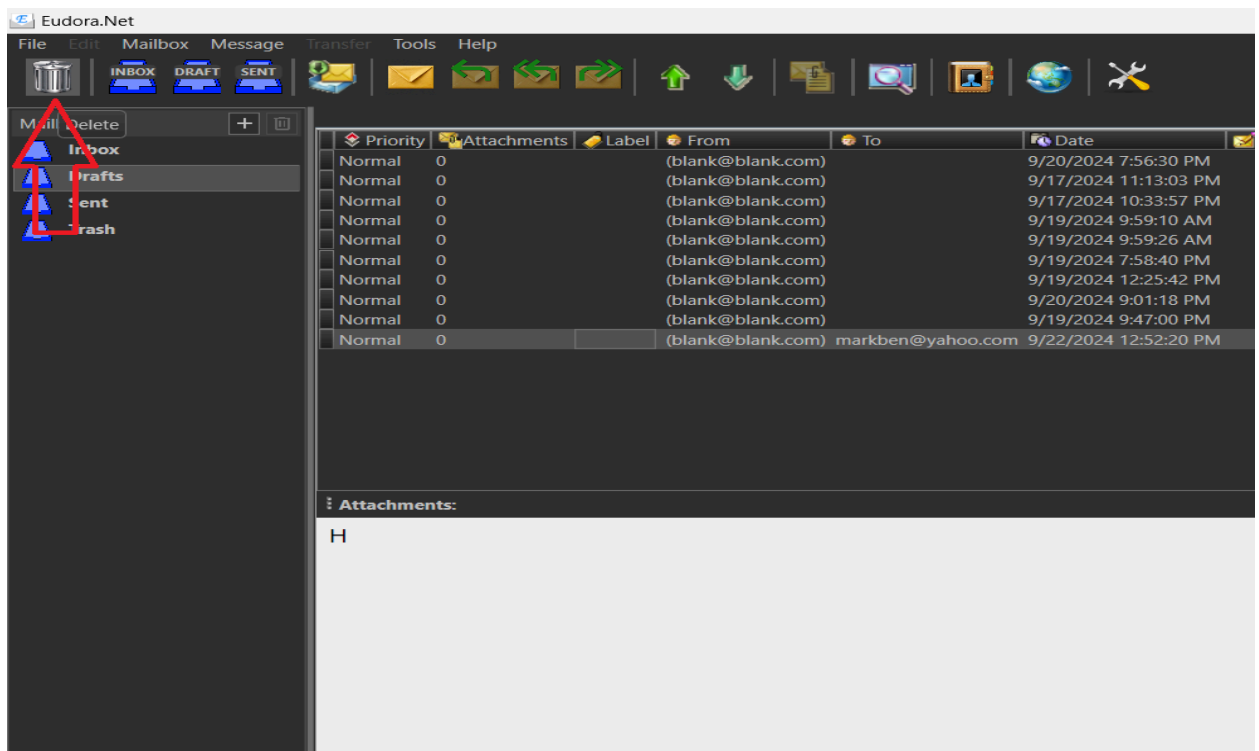 Eudora.Net
File Edit Mailbox Message Transfer Tools Help
INBOX DRAFT SENT
Delete
Inbox
Drafts
Sent
Trash
Priority Attachments Label From To Date
Normal 0 (blank@blank.com) 9/20/2024 7:56:30 PM
Normal 0 (blank@blank.com) 9/17/2024 11:13:03 PM
Normal 0 (blank@blank.com) 9/17/2024 10:33:57 PM
Normal 0 (blank@blank.com) 9/19/2024 9:59:10 AM
Normal 0 (blank@blank.com) 9/19/2024 9:59:26 AM
Normal 0 (blank@blank.com) 9/19/2024 7:58:40 PM
Normal 0 (blank@blank.com) 9/19/2024 12:25:42 PM
Normal 0 (blank@blank.com) 9/20/2024 9:01:18 PM
Normal 0 (blank@blank.com) 9/19/2024 9:47:00 PM
Normal 0 (blank@blank.com) markben@yahoo.com 9/22/2024 12:52:20 PM
Attachments:
H